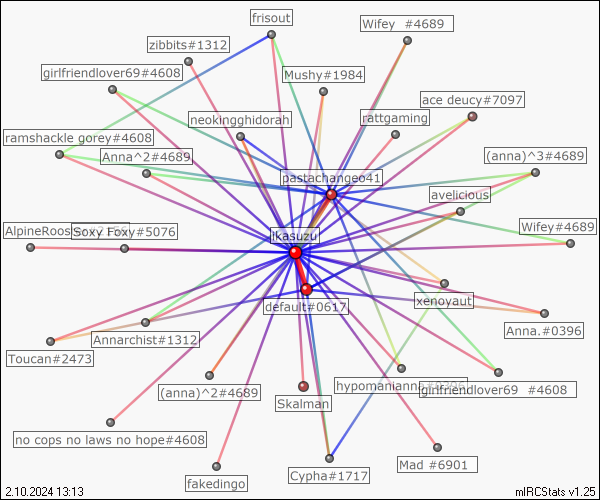 frisout
Wifey  #4689
zibbits#1312
girlfriendlover69#4608
Mushy#1984
ace deucy#7097
neokingghidorah
rattgaming
ramshackle gorey#4608
Anna^2#4689
(anna)^3#4689
pastachangeo41
avelicious
Wifey#4689
AlpineRoos
Soxy Foxy#5076
ikasuzu
default#0617
xenoyaut
Anna.#0396
Annarchist#1312
Toucan#2473
(anna)^2#4689
Skalman
hypomanianna#0396
girlfriendlover69  #4608
no cops no laws no hope#4608
fakedingo
Cypha#1717
Mad #6901
2.10.2024 13:13
mIRCStats v1.25